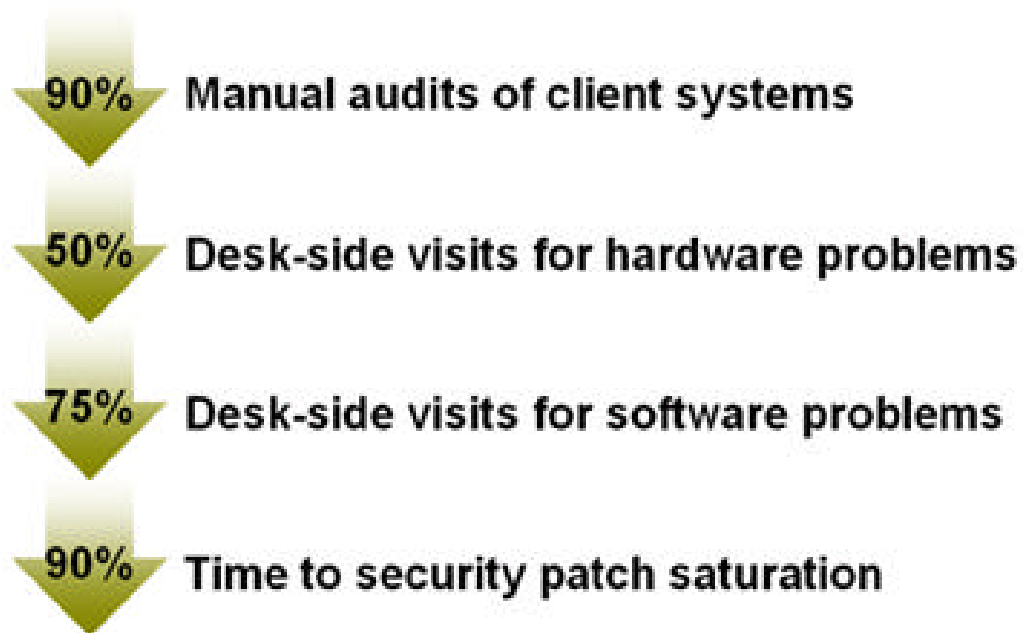 90% Manual audits of client systems
50% Desk-side visits for hardware problems
75% Desk-side visits for software problems
90% Time to security patch saturation